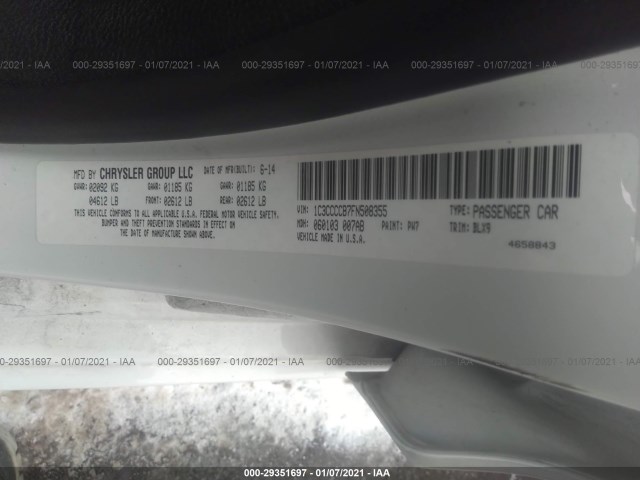 000-29351697 - 01/07/2021 - IAA
MFD BY CHRYSLER GROUP LLC DATE OF MFR(BUILT): 6-14
GVWR: 02092 KG GAWR: 01185 KG GAWR: 01185 KG
04612 LB FRONT: 02612 LB REAR: 02612 LB
THIS VEHICLE CONFORMS TO ALL U.S.A. FEDERAL MOTOR VEHICLE SAFETY,
BUMPER AND THEFT PREVENTION STANDARDS IN EFFECT ON
THE DATE OF MANUFACTURE SHOWN ABOVE.
VIN: 1C3CCCCB7FN508355 TYPE: PASSENGER CAR
MDH: 060103 007AB PAINT: PW7 TRIM: BLX9
VEHICLE MADE IN U.S.A. 4658843
000-29351697 - 01/07/2021 - IAA
000-29351697 - 01/07/2021 - IAA